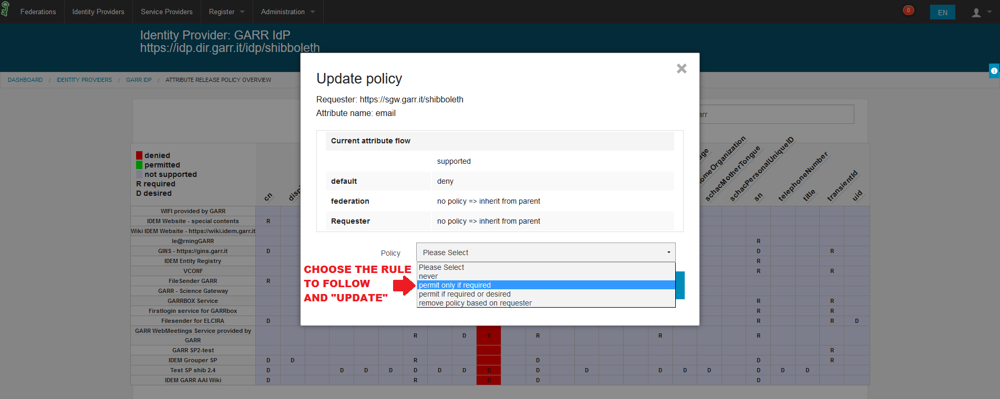 Federations Identity Providers Service Providers Register Administration 0 EN
Identity Provider: GARR IdP
https://idp.dir.garr.it/idp/shibboleth
DASHBOARD / IDENTITY PROVIDERS / GARR IDP / ATTRIBUTE RELEASE POLICY OVERVIEW
Update policy
Requester: https://sgw.garr.it/shibboleth
Attribute name: email
Current attribute flow
supported
default deny
federation no policy => inherit from parent
Requester no policy => inherit from parent
Policy Please Select
Please Select
never
permit only if required
permit if required or desired
remove policy based on requester
CHOOSE THE RULE
TO FOLLOW
AND "UPDATE"
denied
permitted
not supported
R required
D desired
cn
schacMotherTongue
schacPersonalUniqueID
sn
telephoneNumber
title
transientId
uid
WIFI provided by GARR
IDEM Website - special contents R
Wiki IDEM Website - https://wiki.idem.garr.it
le@rningGARR R
GINS - https://gins.garr.it D D R
IDEM Entity Registry R
VCONF R R
FileSender GARR R
GARR - Science Gateway
GARRBOX Service R R
Firstlogin service for GARRbox R R
Filesender for ELCIRA D R R D
GARR WebMeetings Service provided by
GARR R D R R R R
GARR SP2-test R
IDEM Grouper SP D D R D D R
Test SP shib 2.4 D D D D D D D D D D D D D D D D
IDEM GARR AAI Wiki D R D D D